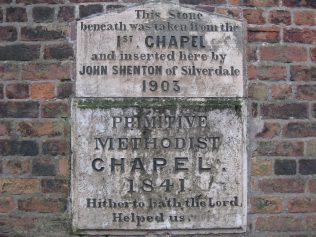 This Stone
beneath was taken from the
1ST. CHAPEL
and inserted here by
JOHN SHENTON of Silverdale
1903
PRIMITIVE
METHODIST
CHAPEL.
1841
Hitherto hath the Lord
Helped us.